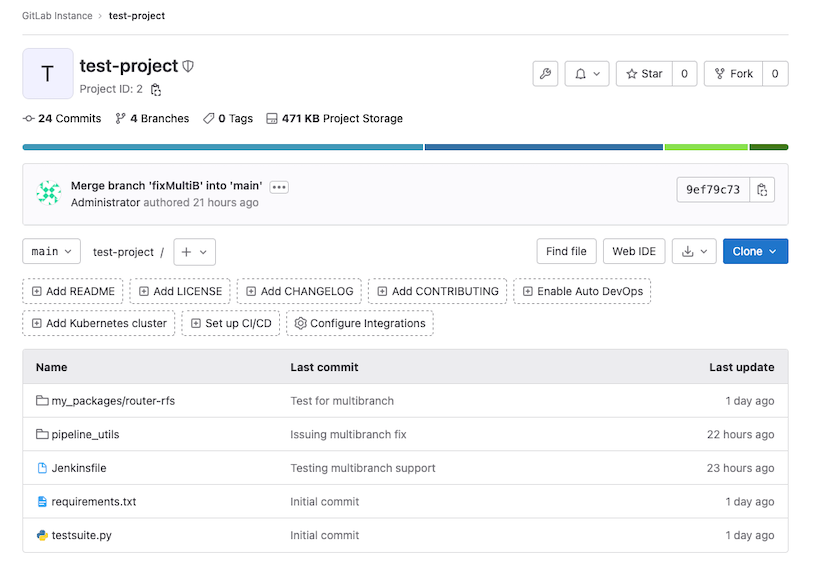 GitLab Instance › test-project
T
test-project
Project ID: 2
24 Commits 4 Branches 0 Tags 471 KB Project Storage
Star 0 Fork 0
Merge branch 'fixMultiB' into 'main'
Administrator authored 21 hours ago
9ef79c73
main test-project / +
Find file Web IDE Clone
Add README Add LICENSE Add CHANGELOG Add CONTRIBUTING Enable Auto DevOps
Add Kubernetes cluster Set up CI/CD Configure Integrations
Name Last commit Last update
my_packages/router-rfs Test for multibranch 1 day ago
pipeline_utils Issuing multibranch fix 22 hours ago
Jenkinsfile Testing multibranch support 23 hours ago
requirements.txt Initial commit 1 day ago
testsuite.py Initial commit 1 day ago